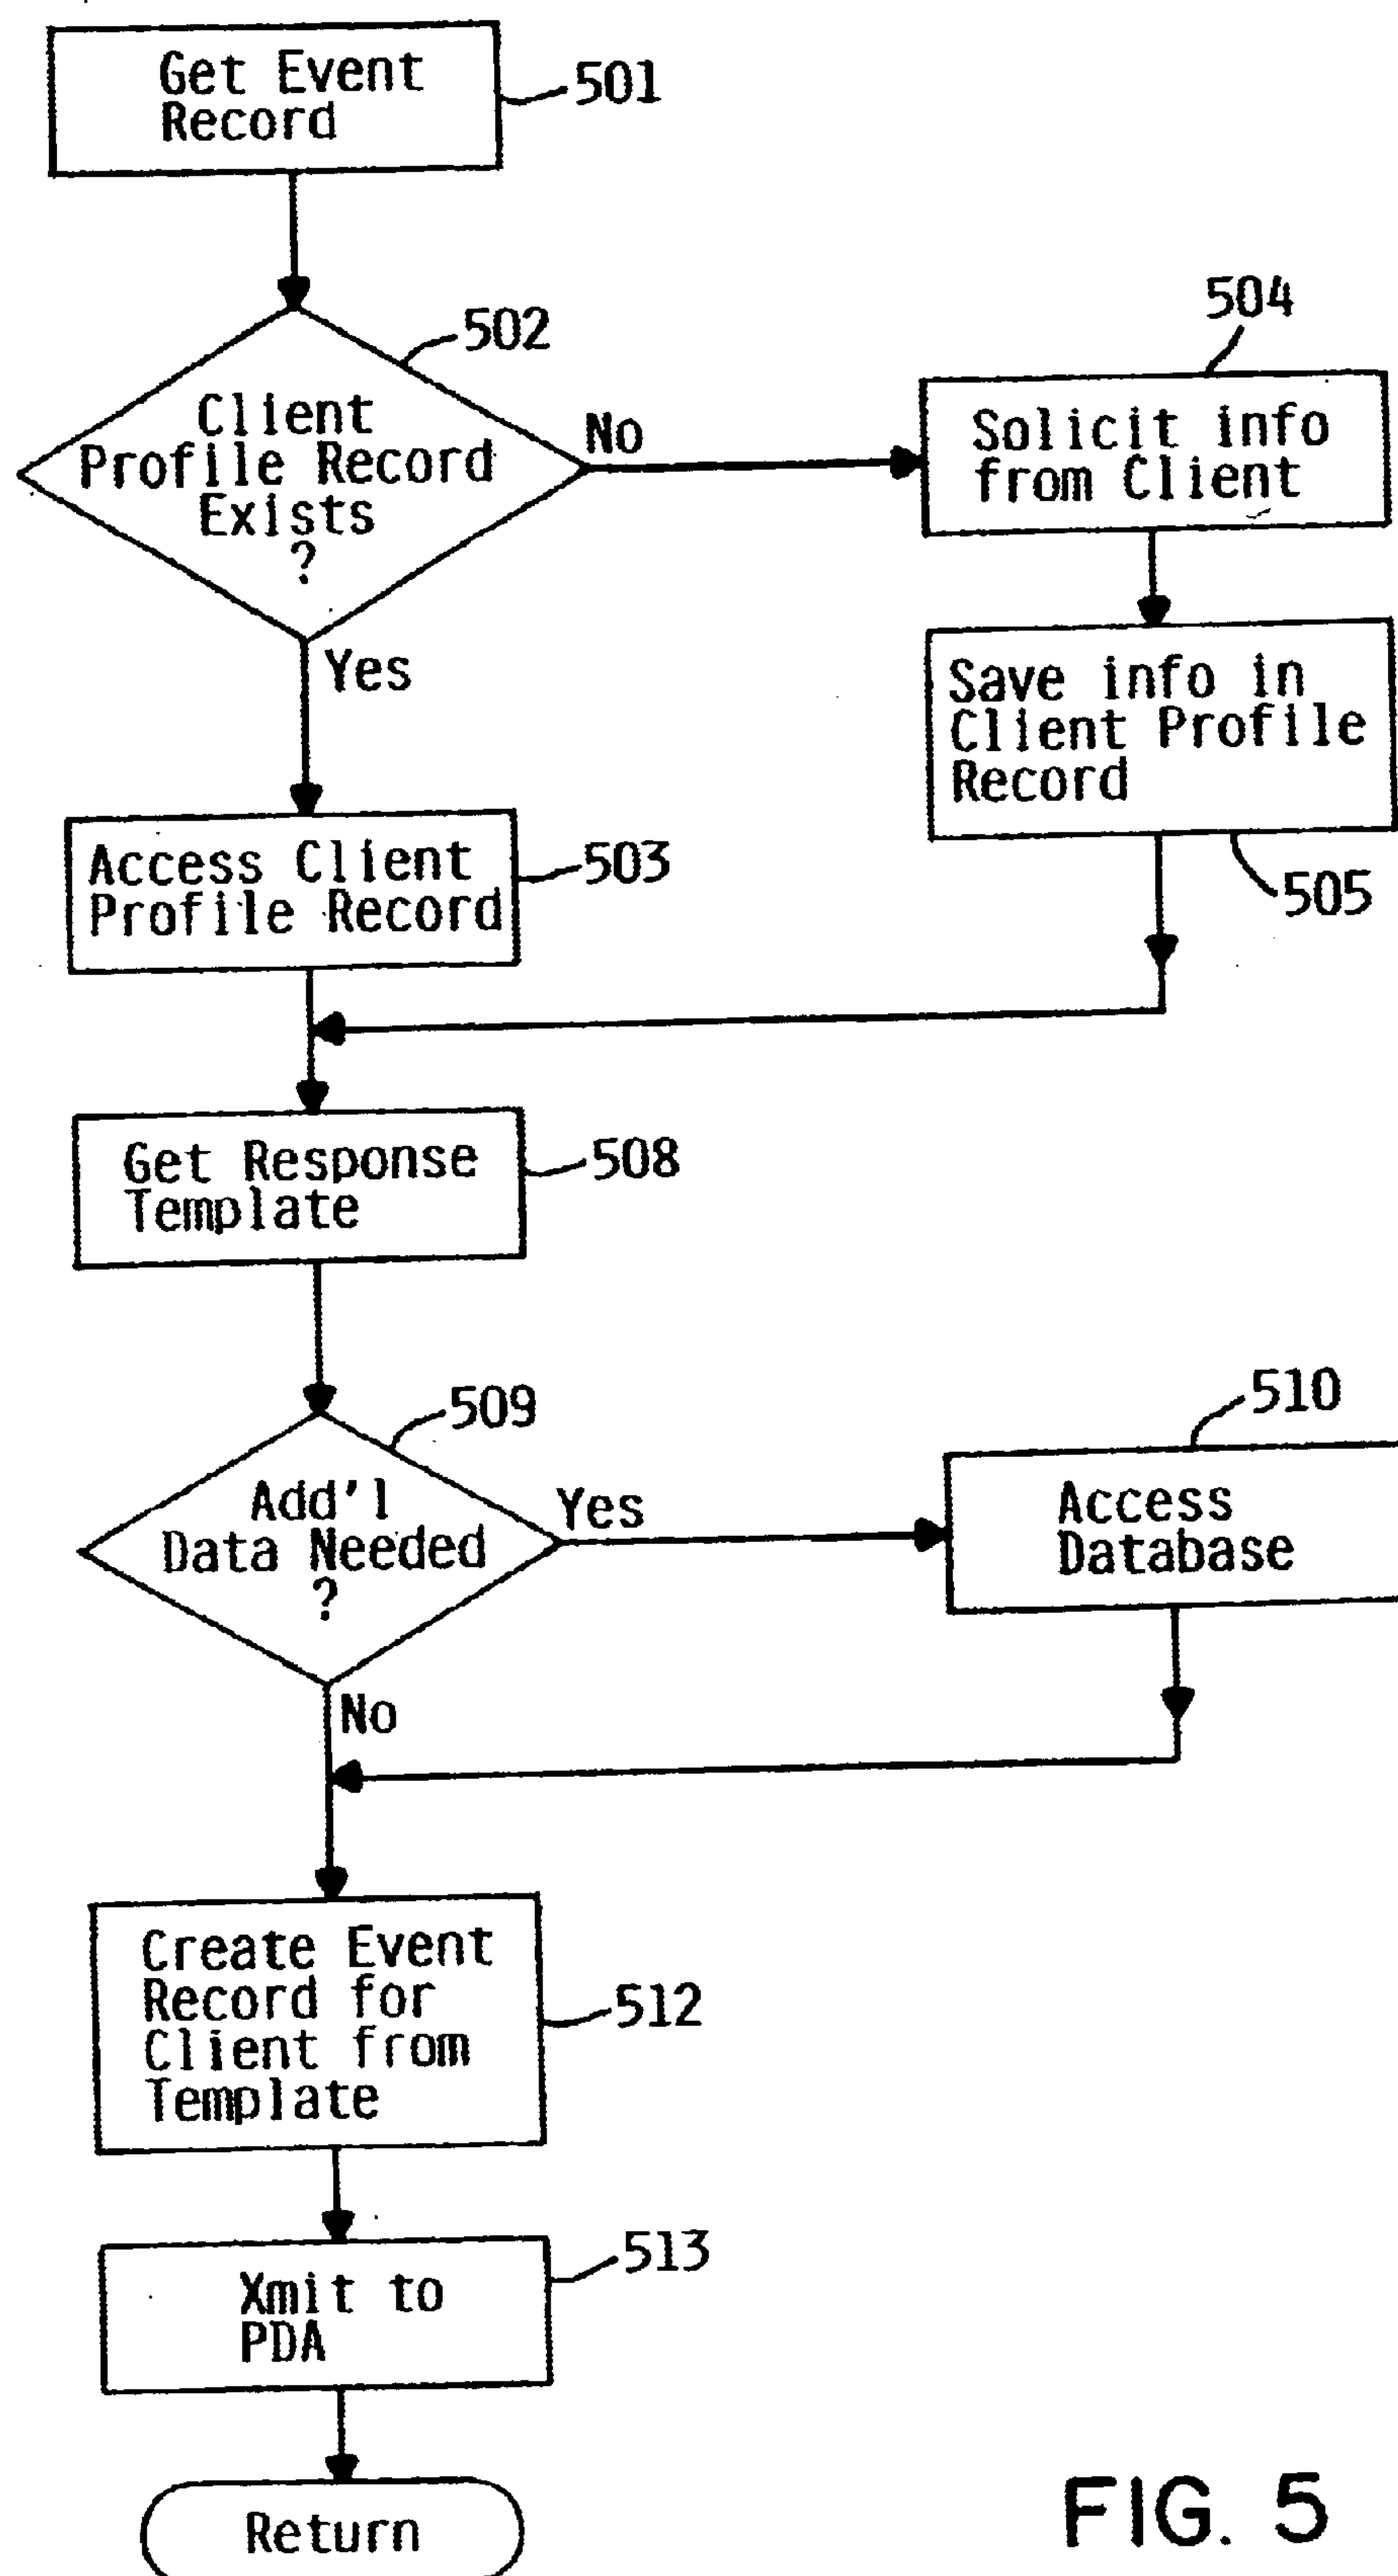 Get Event
Record
501
502
Client
Profile Record
Exists
?
No
Yes
504
Solicit info
from Client
Save info in
Client Profile
Record
505
Access Client
Profile Record
503
Get Response
Template
508
509
Add'l
Data Needed
?
Yes
No
510
Access
Database
Create Event
Record for
Client from
Template
512
Xmit to
PDA
513
Return
FIG. 5